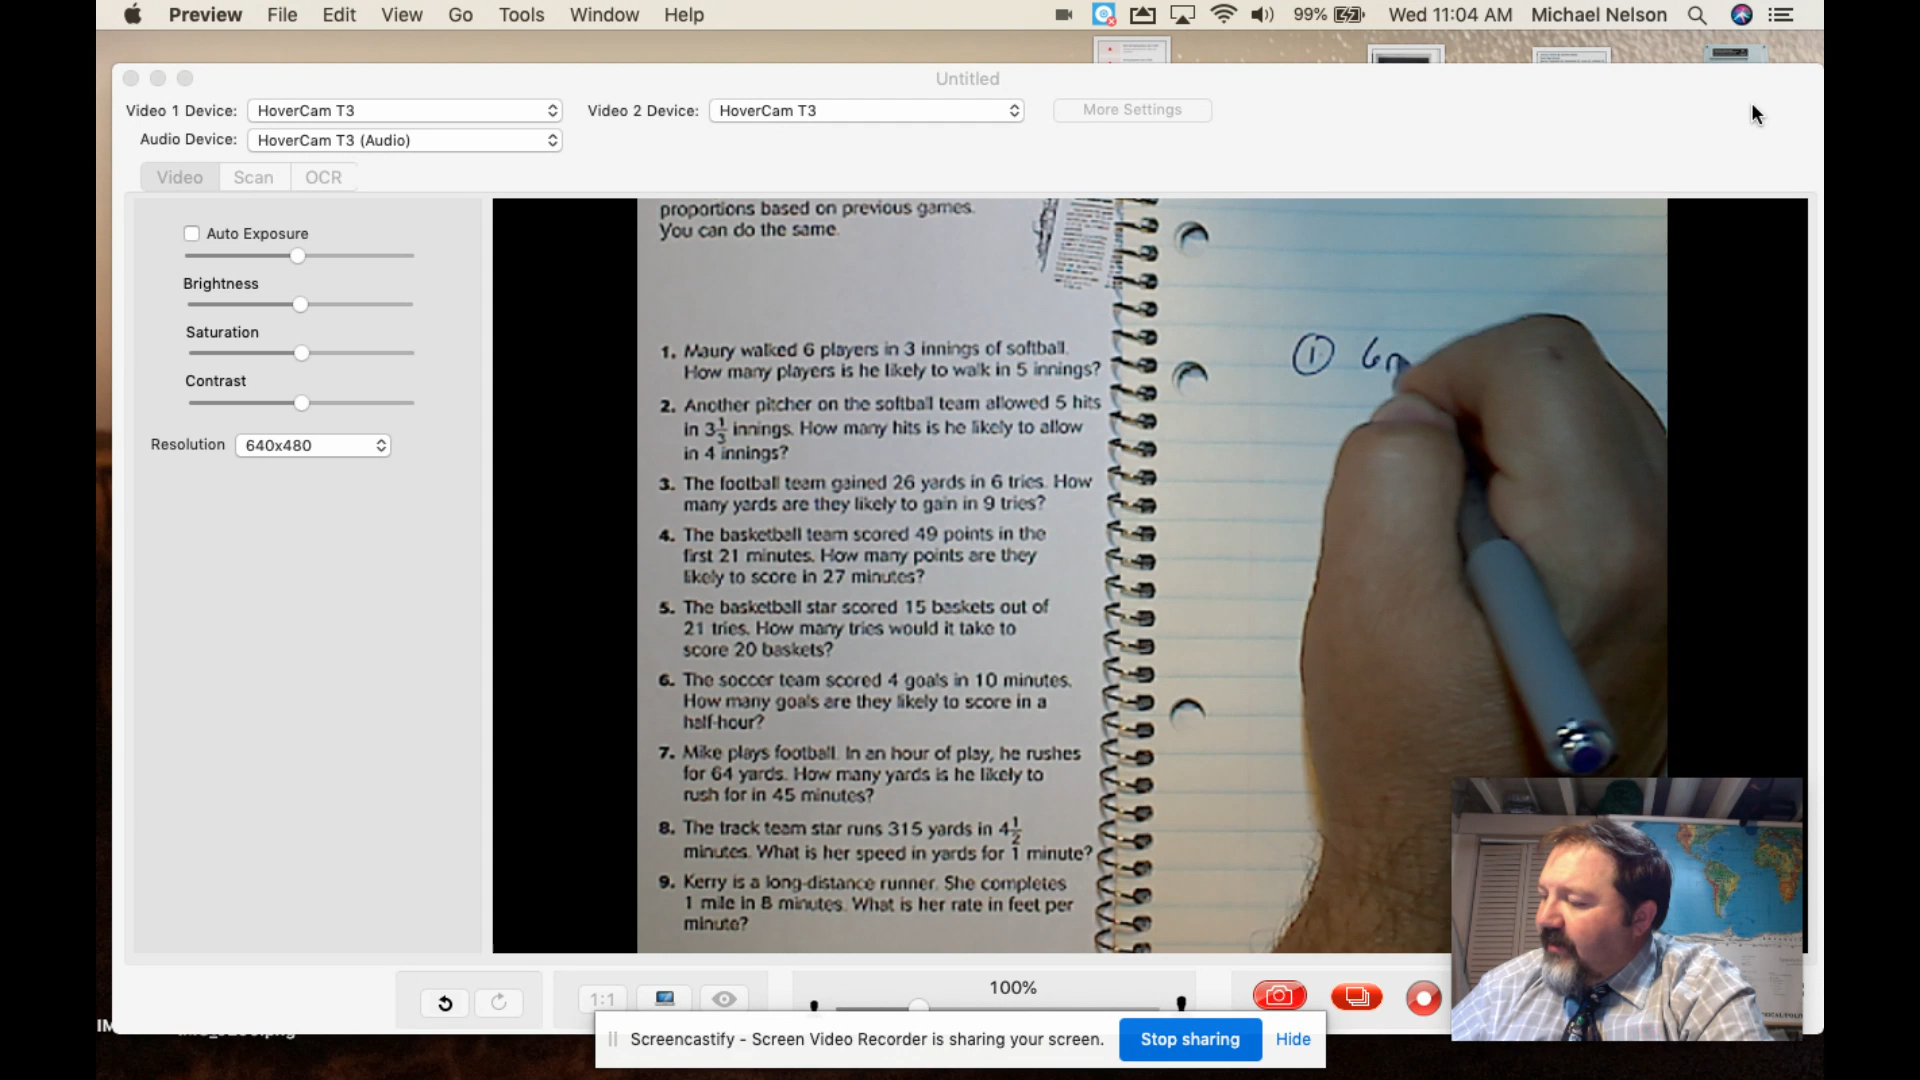 Preview File Edit View Go Tools Window Help 99% Wed 11:04 AM Michael Nelson
Untitled
Video 1 Device: HoverCam T3 Video 2 Device: HoverCam T3 More Settings
Audio Device: HoverCam T3 (Audio)
Video Scan OCR
Auto Exposure
Brightness
Saturation
Contrast
Resolution 640x480
proportions based on previous games.
You can do the same.
1. Maury walked 6 players in 3 innings of softball.
How many players is he likely to walk in 5 innings?
2. Another pitcher on the softball team allowed 5 hits
in 3 1/3 innings. How many hits is he likely to allow
in 4 innings?
3. The football team gained 26 yards in 6 tries. How
many yards are they likely to gain in 9 tries?
4. The basketball team scored 49 points in the
first 21 minutes. How many points are they
likely to score in 27 minutes?
5. The basketball star scored 15 baskets out of
21 tries. How many tries would it take to
score 20 baskets?
6. The soccer team scored 4 goals in 10 minutes.
How many goals are they likely to score in a
half-hour?
7. Mike plays football. In an hour of play, he rushes
for 64 yards. How many yards is he likely to
rush for in 45 minutes?
8. The track team star runs 315 yards in 4 1/2
minutes. What is her speed in yards for 1 minute?
9. Kerry is a long-distance runner. She completes
1 mile in 8 minutes. What is her rate in feet per
minute?
① 6
1:1
100%
Screencastify - Screen Video Recorder is sharing your screen. Stop sharing Hide